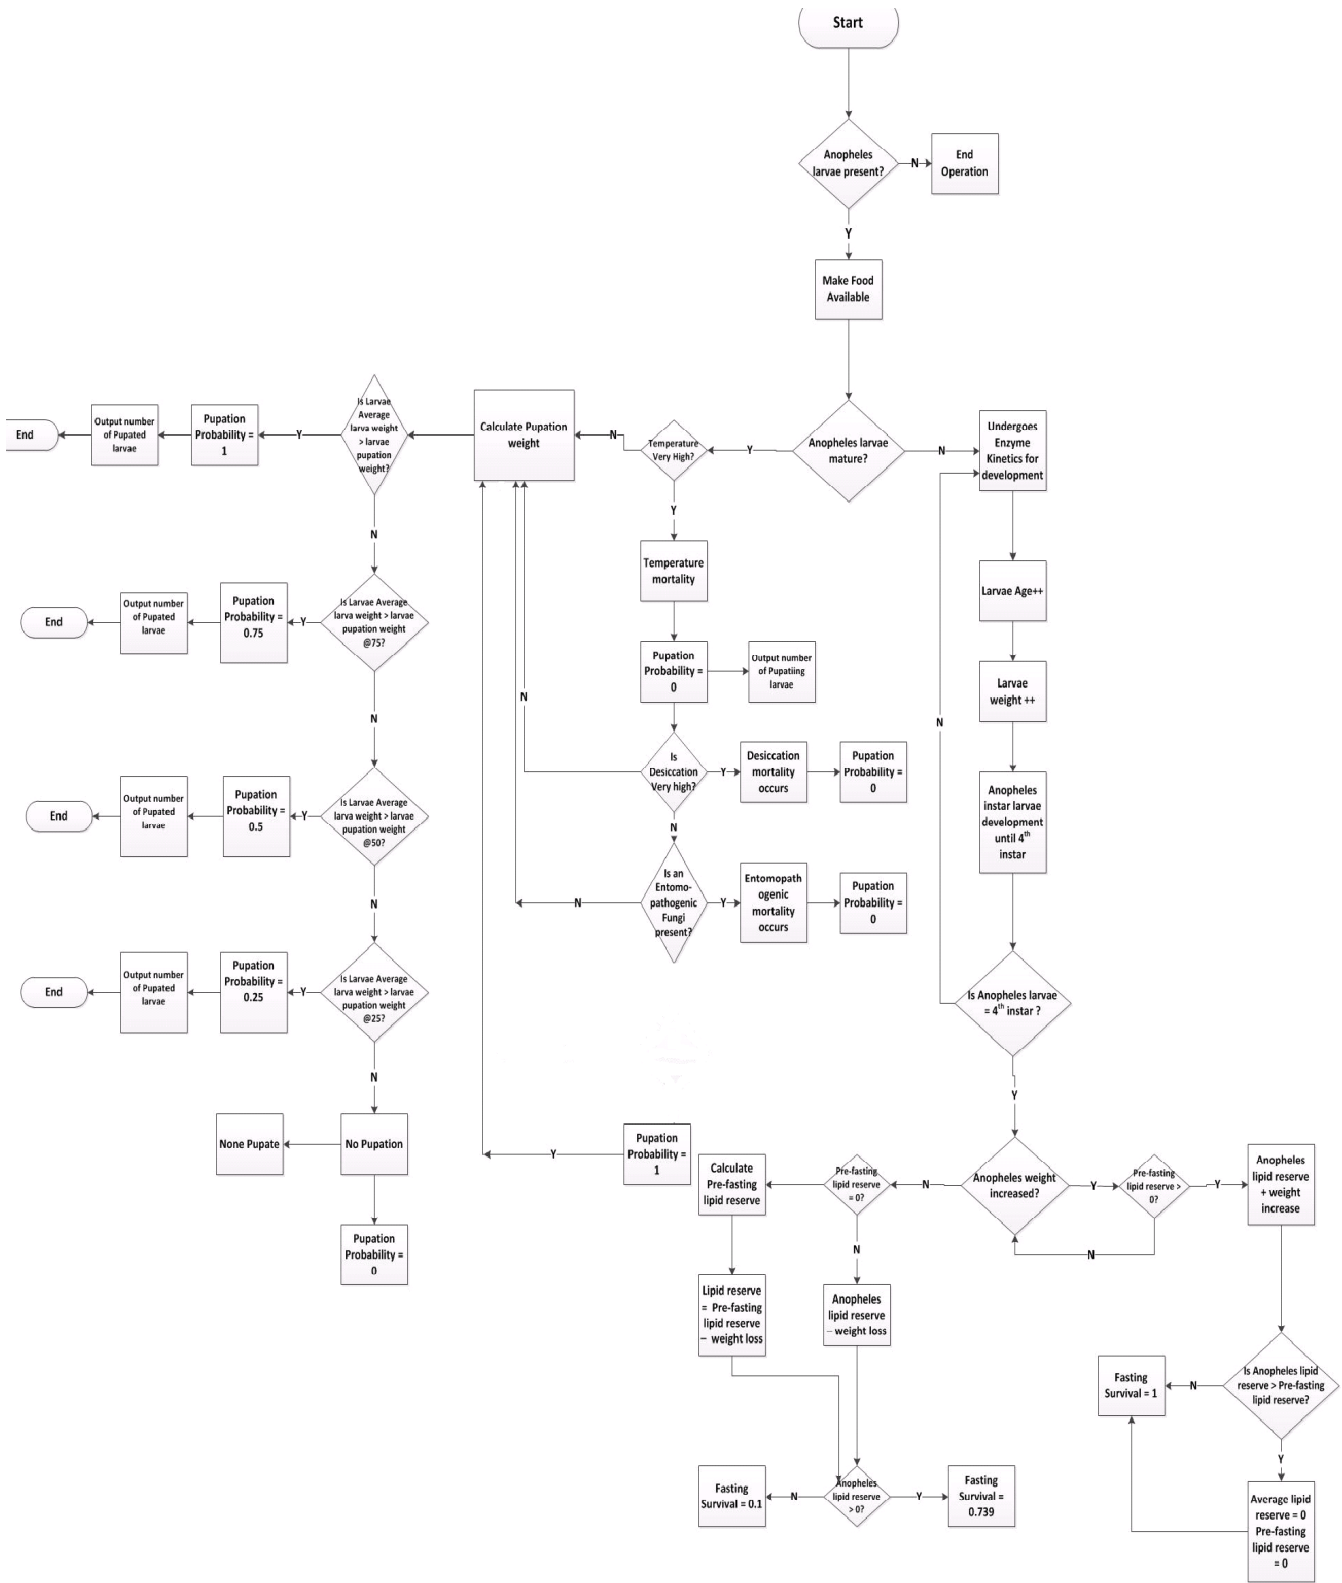 Start
Anopheles
larvae present?
N
End
Operation
Y
Make Food
Available
Anopheles larvae
mature?
Y
N
Temperature
Very High?
N
Calculate Pupation
weight
Is Larvae
Average
larva weight
> larvae
pupation
weight?
Y
Pupation
Probability =
1
Output number
of Pupated
larvae
End
N
Is Larvae Average
larva weight > larvae
pupation weight
@75?
Y
Pupation
Probability =
0.75
Output number
of Pupated
larvae
End
N
Is Larvae Average
larva weight > larvae
pupation weight
@50?
Y
Pupation
Probability =
0.5
Output number
of Pupated
larvae
End
N
Is Larvae Average
larva weight > larvae
pupation weight
@25?
Y
Pupation
Probability =
0.25
Output number
of Pupated
larvae
End
N
No Pupation
None Pupate
Pupation
Probability =
0
Y
Temperature
mortality
Pupation
Probability =
0
Output number
of Pupatiing
larvae
Is
Desiccation
Very high?
N
Y
Desiccation
mortality
occurs
Pupation
Probability =
0
N
Is an
Entomo-
pathogenic
Fungi
present?
N
Y
Entomopath
ogenic
mortality
occurs
Pupation
Probability =
0
Undergoes
Enzyme
Kinetics for
development
Larvae Age++
Larvae
weight ++
Anopheles
instar larvae
development
until 4th
instar
Is Anopheles larvae
= 4th instar ?
N
Y
Anopheles weight
increased?
Y
Pre-fasting
lipid reserve >
0?
N
Y
Anopheles
lipid reserve
+ weight
increase
Is Anopheles lipid
reserve > Pre-fasting
lipid reserve?
N
Fasting
Survival = 1
Y
Average lipid
reserve = 0
Pre-fasting
lipid reserve
= 0
N
Pre-fasting
lipid reserve
= 0?
Calculate
Pre-fasting
lipid reserve
Lipid reserve
= Pre-fasting
lipid reserve
– weight loss
N
Anopheles
lipid reserve
– weight loss
Anopheles
lipid reserve
> 0?
N
Fasting
Survival = 0.1
Y
Fasting
Survival =
0.739
Pupation
Probability =
1
Y